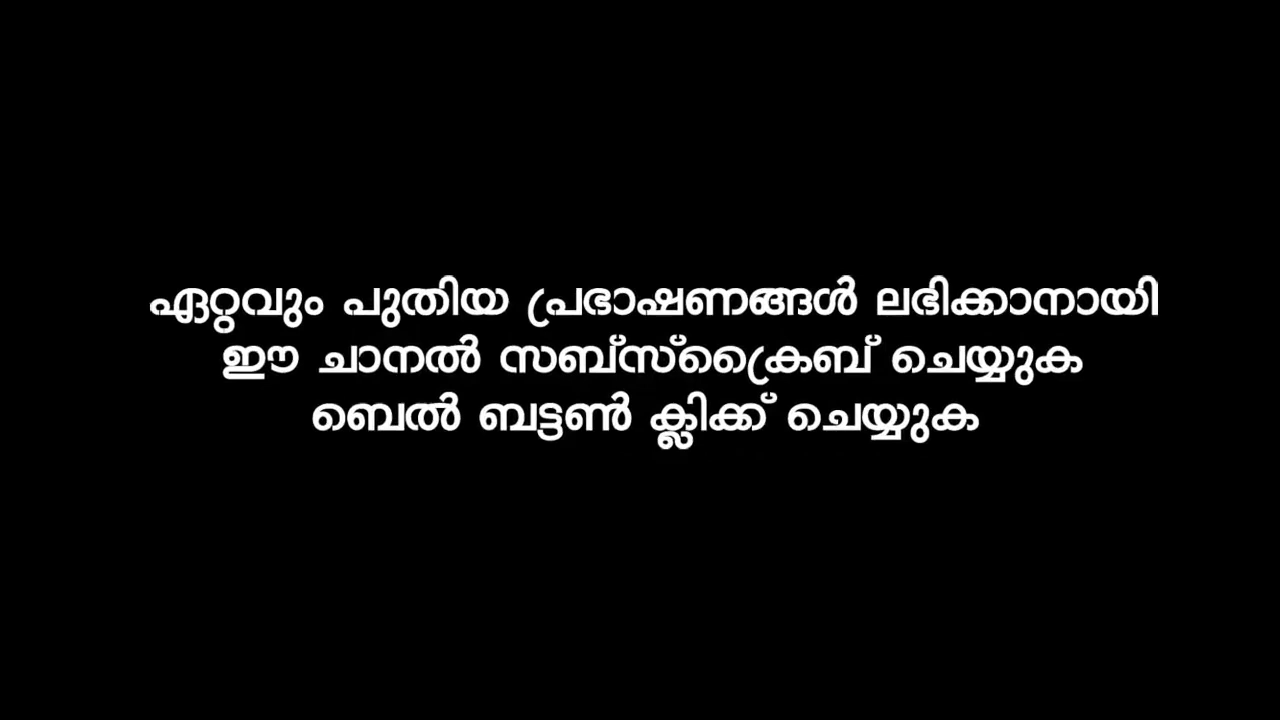 ഏറ്റവും പുതിയ പ്രഭാഷണങ്ങൾ ലഭിക്കാനായി
ഈ ചാനൽ സബ്സ്ക്രൈബ് ചെയ്യുക
ബെൽ ബട്ടൺ ക്ലിക്ക് ചെയ്യുക